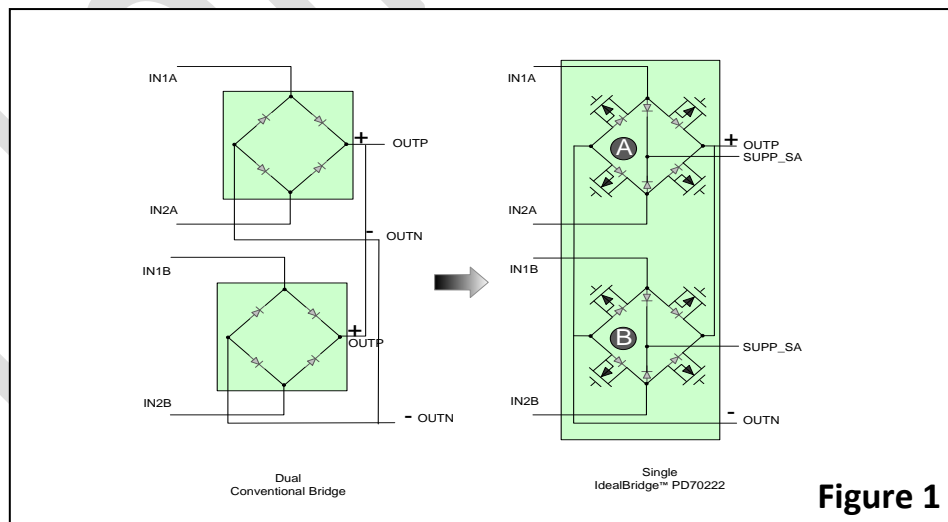 IN1A
+
OUTP
IN2A
-
OUTN
IN1B
+
OUTP
IN2B
- OUTN
Dual
Conventional Bridge
IN1A
A
+
OUTP
SUPP_SA
IN2A
IN1B
B
SUPP_SA
IN2B
-
OUTN
Single
IdealBridge™ PD70222
Figure 1